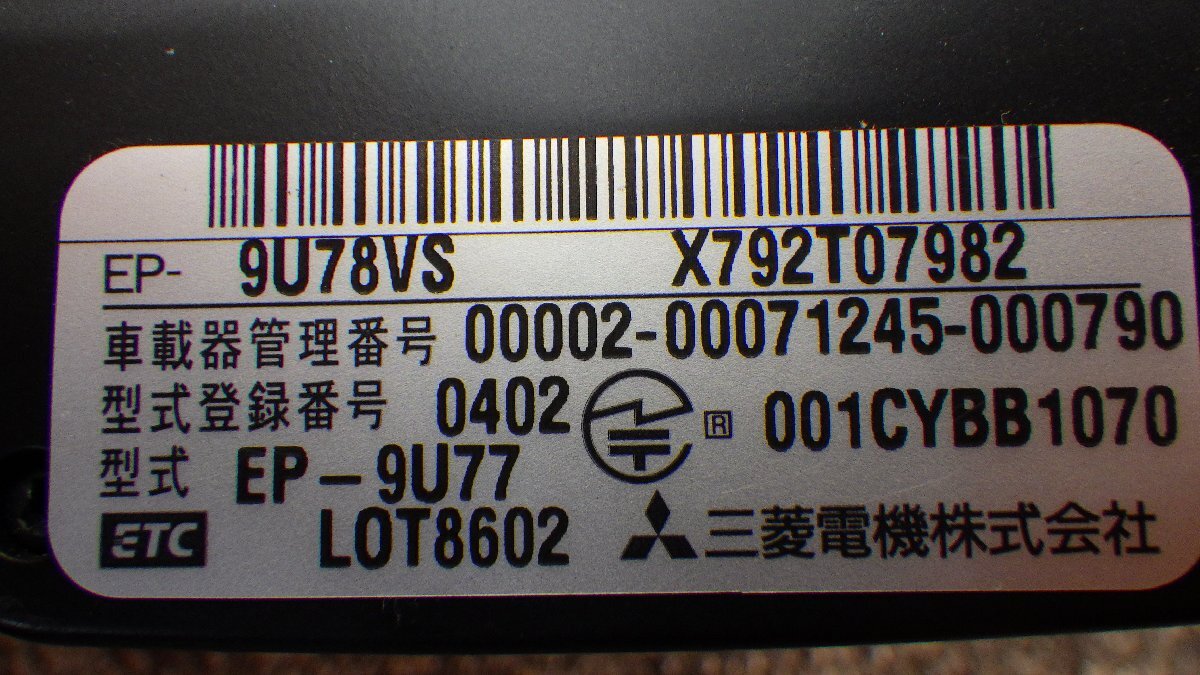 EP- 9U78VS X792T07982
車載器管理番号 00002-00071245-000790
型式登録番号 0402 R 001CYBB1070
型式 EP-9U77
ETC LOT8602 三菱電機株式会社